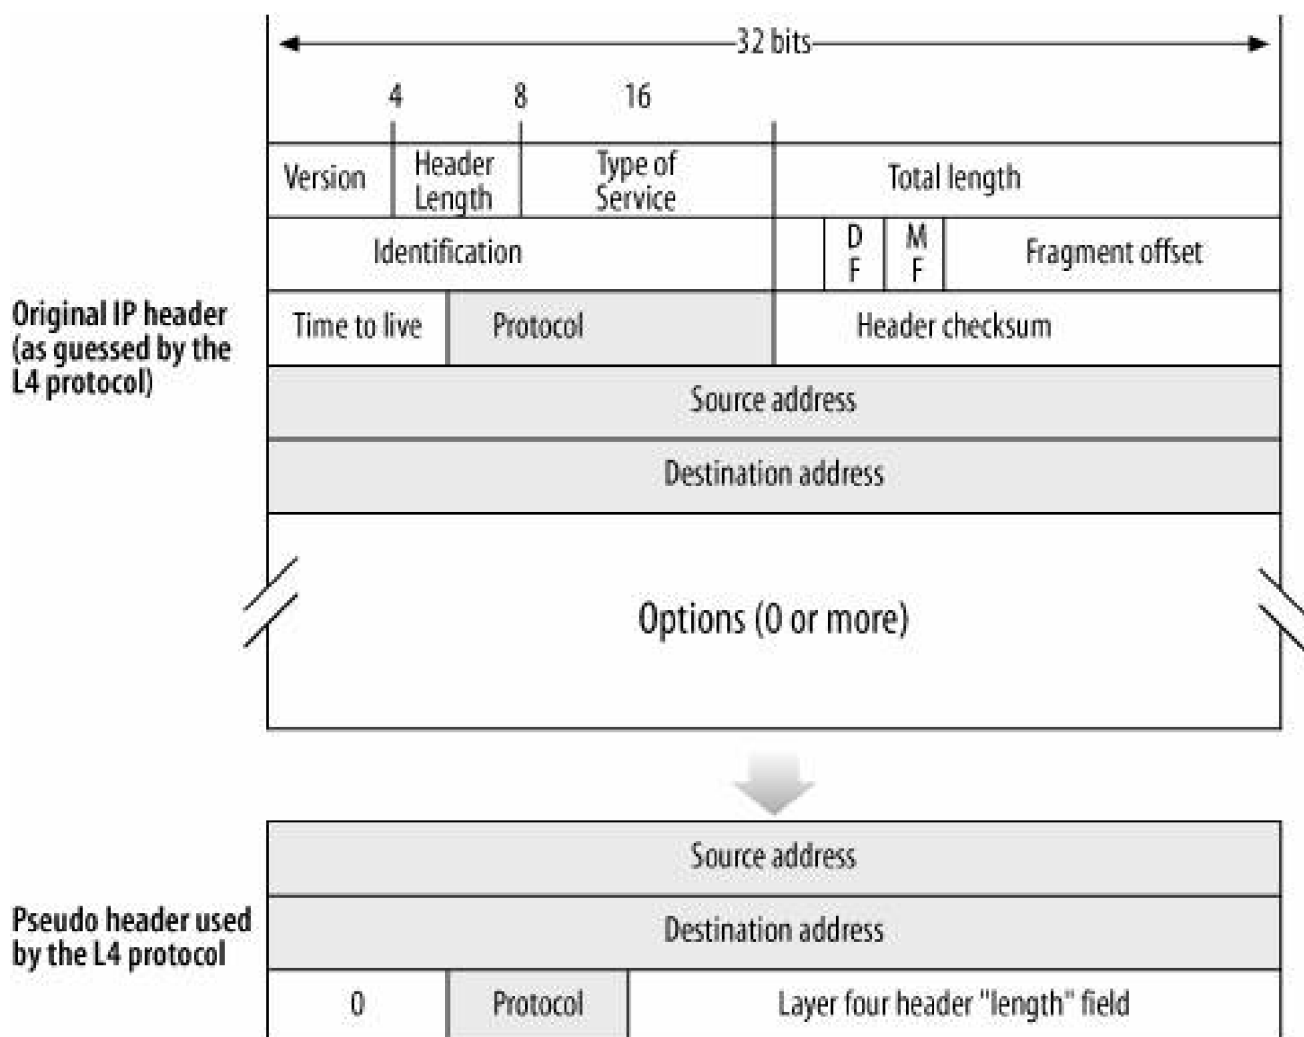 32 bits
4 8 16
Version Header Length Type of Service Total length
Identification D F M F Fragment offset
Original IP header
(as guessed by the
L4 protocol)
Time to live Protocol Header checksum
Source address
Destination address
Options (0 or more)
Source address
Pseudo header used
by the L4 protocol
Destination address
0 Protocol Layer four header "length" field